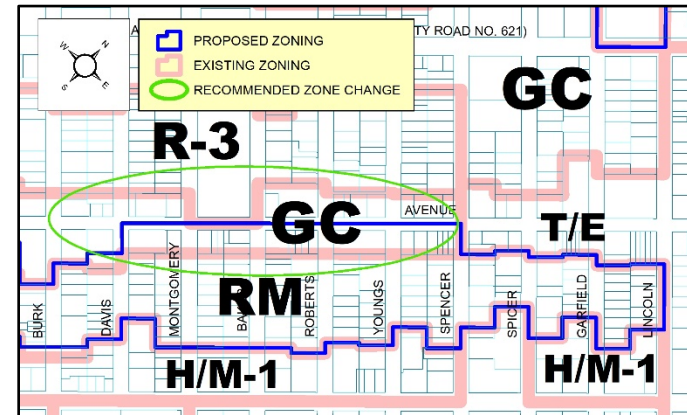 W N
S E
PROPOSED ZONING
EXISTING ZONING
RECOMMENDED ZONE CHANGE
TY ROAD NO. 621)
GC
R-3
GC
AVENUE
T/E
RM
BURK
DAVIS
MONTGOMERY
ROBERTS
YOUNGS
SPENCER
SPICER
GARFIELD
LINCOLN
H/M-1
H/M-1